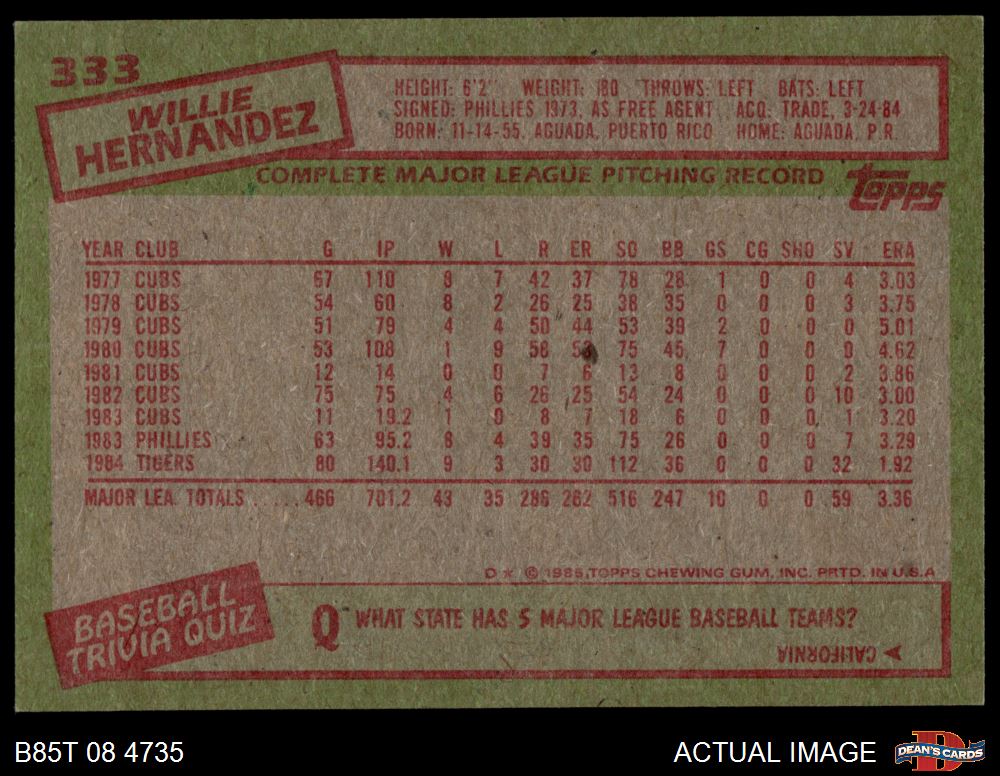 333
WILLIE
HERNANDEZ
HEIGHT: 6'2" WEIGHT: 180 THROWS: LEFT BATS: LEFT
SIGNED: PHILLIES 1973, AS FREE AGENT ACQ: TRADE, 3-24-84
BORN: 11-14-55, AGUADA, PUERTO RICO HOME: AGUADA, P.R.
COMPLETE MAJOR LEAGUE PITCHING RECORD
topps
YEAR CLUB G IP W L R ER SO BB GS CG SHO SV ERA
1977 CUBS 67 110 8 7 42 37 78 28 1 0 0 4 3.03
1978 CUBS 54 60 8 2 26 25 38 35 0 0 0 3 3.75
1979 CUBS 51 79 4 4 50 44 53 39 2 0 0 0 5.01
1980 CUBS 53 108 1 9 58 75 45 7 0 0 0 4.62
1981 CUBS 12 14 0 0 7 6 13 8 0 0 0 2 3.86
1982 CUBS 75 75 4 6 26 25 54 24 0 0 0 10 3.00
1983 CUBS 11 19.2 1 0 8 7 18 6 0 0 0 1 3.20
1983 PHILLIES 63 95.2 8 4 39 35 75 26 0 0 0 7 3.29
1984 TIGERS 80 140.1 9 3 30 30 112 36 0 0 0 32 1.92
MAJOR LEA. TOTALS ..... 466 701.2 43 35 286 262 516 247 10 0 0 59 3.36
D * © 1985 TOPPS CHEWING GUM, INC. PRTD. IN U.S.A
BASEBALL
TRIVIA QUIZ
Q WHAT STATE HAS 5 MAJOR LEAGUE BASEBALL TEAMS?
CALIFORNIA
B85T 08 4735
ACTUAL IMAGE
DEAN'S CARDS